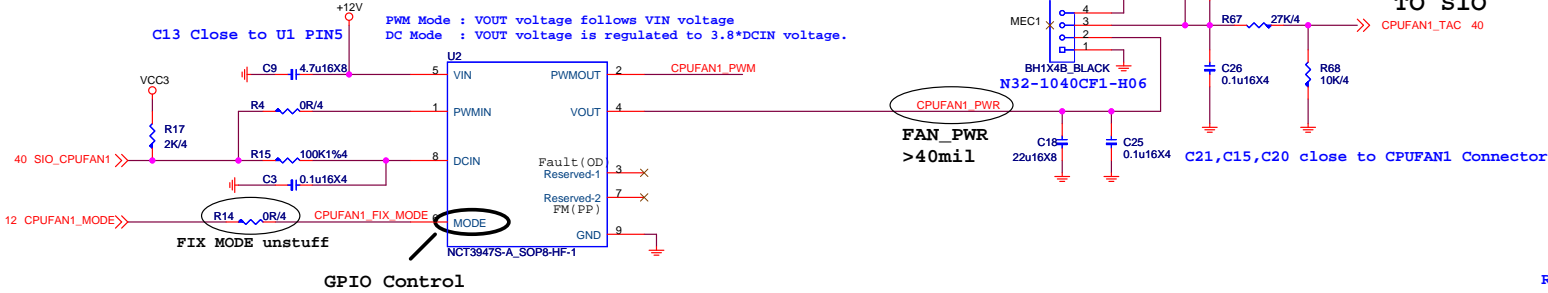 +12V
PWM Mode : VOUT voltage follows VIN voltage
DC Mode : VOUT voltage is regulated to 3.8*DCIN voltage.
C13 Close to U1 PIN5
U2
C9 4.7u16X8
5 VIN
PWMOUT 2
CPUFAN1_PWM
VCC3
R4 0R/4
1 PWMIN
VOUT 4
CPUFAN1_PWR
FAN_PWR
>40mil
R17
2K/4
40 SIO_CPUFAN1
R15 100K1%4
8 DCIN
Fault(OD)
Reserved-1 3
C3 0.1u16X4
Reserved-2 7
FM(PP)
12 CPUFAN1_MODE
R14 0R/4
CPUFAN1_FIX_MODE
MODE
GND 9
FIX MODE unstuff
NCT3947S-A_SOP8-HF-1
GPIO Control
MEC1
4
3
2
1
BH1X4B_BLACK
N32-1040CF1-H06
TO SIO
R67 27K/4
CPUFAN1_TAC 40
C26
0.1u16X4
R68
10K/4
C18
22u16X8
C25
0.1u16X4
C21,C15,C20 close to CPUFAN1 Connector